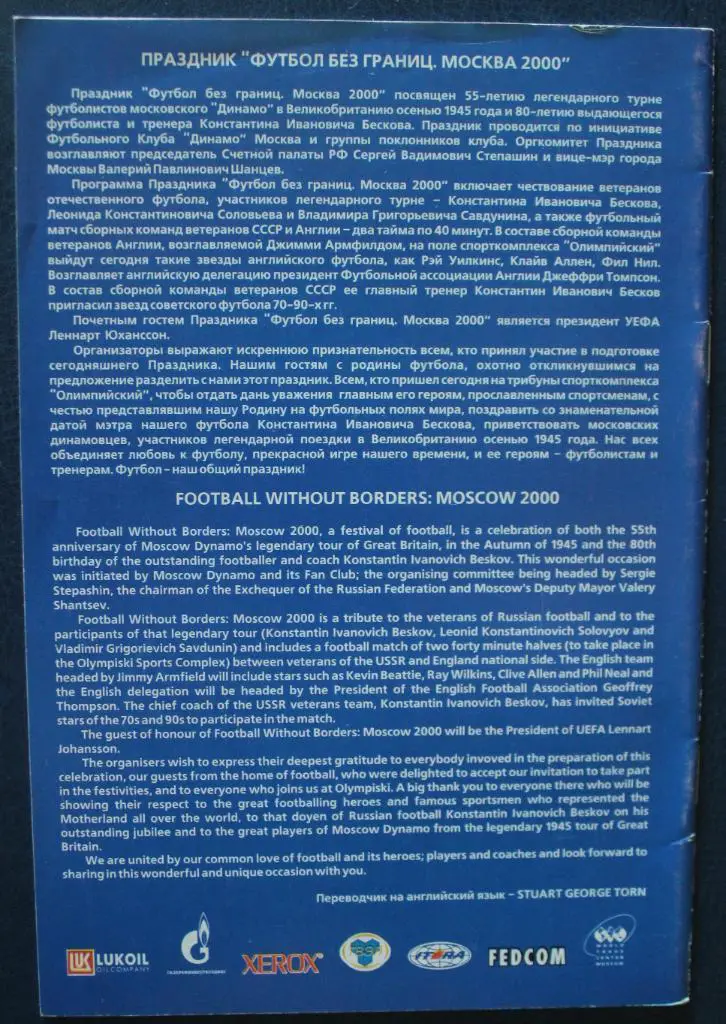 ПРАЗДНИК "ФУТБОЛ БЕЗ ГРАНИЦ. МОСКВА 2000"
Праздник "Футбол без границ. Москва 2000" посвящен 55-летию легендарного турне
футболистов московского "Динамо" в Великобританию осенью 1945 года и 80-летию выдающегося
футболиста и тренера Константина Ивановича Бескова. Праздник проводится по инициативе
Футбольного Клуба "Динамо" Москва и группы поклонников клуба. Оргкомитет Праздника
возглавляют председатель Счетной палаты РФ Сергей Вадимович Степашин и вице-мэр города
Москвы Валерий Павлинович Шанцев.
Программа Праздника "Футбол без границ. Москва 2000" включает чествование ветеранов
отечественного футбола, участников легендарного турне – Константина Ивановича Бескова,
Леонида Константиновича Соловьева и Владимира Григорьевича Савдунина, а также футбольный
матч сборных команд ветеранов СССР и Англии – два тайма по 40 минут. В составе сборной команды
ветеранов Англии, возглавляемой Джимми Армфилдом, на поле спорткомплекса "Олимпийский"
выйдут сегодня такие звезды английского футбола, как Рэй Уилкинс, Клайв Аллен, Фил Нил.
Возглавляет английскую делегацию президент Футбольной ассоциации Англии Джеффри Томпсон.
В состав сборной команды ветеранов СССР ее главный тренер Константин Иванович Бесков
пригласил звезд советского футбола 70-90-х гг.
Почетным гостем Праздника "Футбол без границ. Москва 2000" является президент УЕФА
Леннарт Юханссон.
Организаторы выражают искреннюю признательность всем, кто принял участие в подготовке
сегодняшнего Праздника. Нашим гостям с родины футбола, охотно откликнувшимся на
предложение разделить с нами этот праздник. Всем, кто пришел сегодня на трибуны спорткомплекса
"Олимпийский", чтобы отдать дань уважения главным его героям, прославленным спортсменам, с
честью представлявшим нашу Родину на футбольных полях мира, поздравить со знаменательной
датой мэтра нашего футбола Константина Ивановича Бескова, приветствовать московских
динамовцев, участников легендарной поездки в Великобританию осенью 1945 года. Нас всех
объединяет любовь к футболу, прекрасной игре нашего времени, и ее героям – футболистам и
тренерам. Футбол – наш общий праздник!
FOOTBALL WITHOUT BORDERS: MOSCOW 2000
Football Without Borders: Moscow 2000, a festival of football, is a celebration of both the 55th
anniversary of Moscow Dynamo's legendary tour of Great Britain, in the Autumn of 1945 and the 80th
birthday of the outstanding footballer and coach Konstantin Ivanovich Beskov. This wonderful occasion
was initiated by Moscow Dynamo and its Fan Club; the organising committee being headed by Sergie
Stepashin, the chairman of the Exchequer of the Russian Federation and Moscow's Deputy Mayor Valery
Shantsev.
Football Without Borders: Moscow 2000 is a tribute to the veterans of Russian football and to the
participants of that legendary tour (Konstantin Ivanovich Beskov, Leonid Konstantinovich Solovyov and
Vladimir Grigorievich Savdunin) and includes a football match of two forty minute halves (to take place
in the Olympiski Sports Complex) between veterans of the USSR and England national side. The English team
headed by Jimmy Armfield will include stars such as Kevin Beattie, Ray Wilkins, Clive Allen and Phil Neal and
the English delegation will be headed by the President of the English Football Association Geoffrey
Thompson. The chief coach of the USSR veterans team, Konstantin Ivanovich Beskov, has invited Soviet
stars of the 70s and 90s to participate in the match.
The guest of honour of Football Without Borders: Moscow 2000 will be the President of UEFA Lennart
Johansson.
The organisers wish to express their deepest gratitude to everybody invoved in the preparation of this
celebration, our guests from the home of football, who were delighted to accept our invitation to take part
in the festivities, and to everyone who joins us at Olympiski. A big thank you to everyone there who will be
showing their respect to the great footballing heroes and famous sportsmen who represented the
Motherland all over the world, to that doyen of Russian football Konstantin Ivanovich Beskov on his
outstanding jubilee and to the great players of Moscow Dynamo from the legendary 1945 tour of Great
Britain.
We are united by our common love of football and its heroes; players and coaches and look forward to
sharing in this wonderful and unique occasion with you.
Переводчик на английский язык – STUART GEORGE TORN
LUKOIL
OIL COMPANY
XEROX
ITERA
FEDCOM
WORLD
TRADE
CENTER
MOSCOW